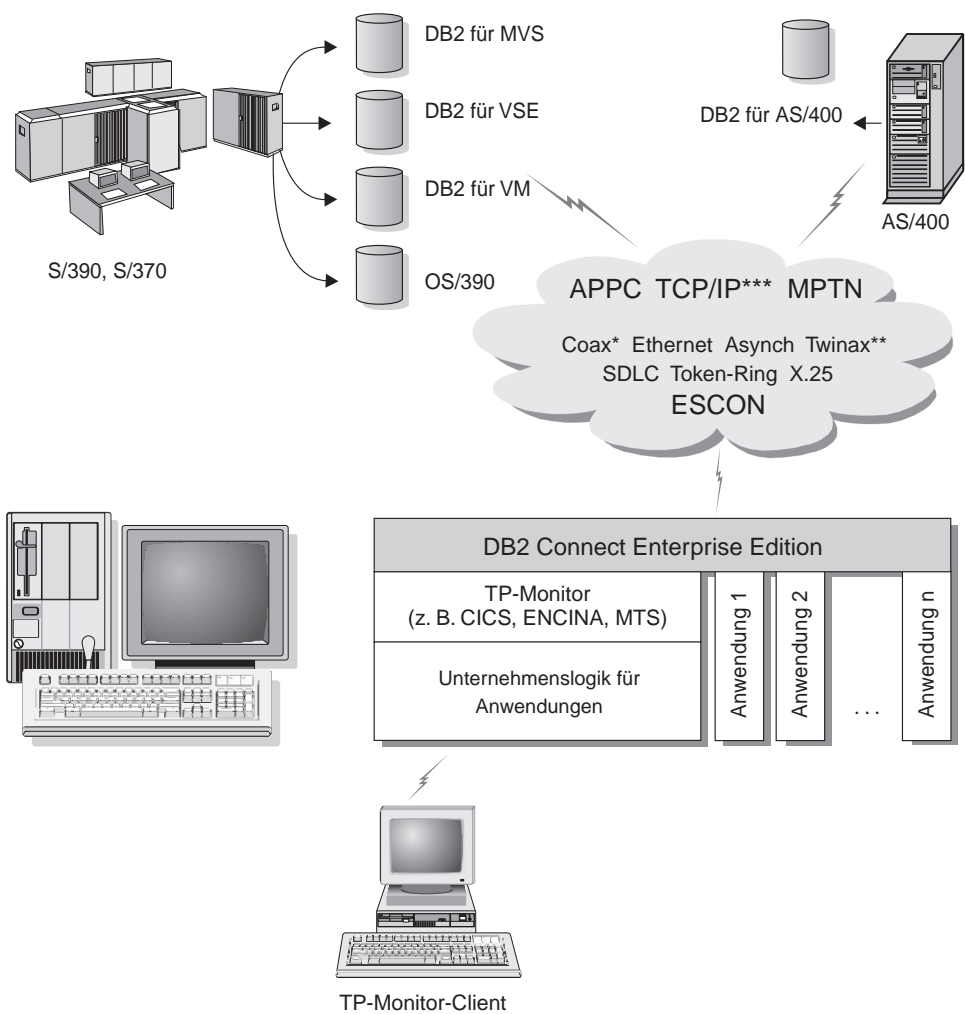 DB2 für MVS
DB2 für VSE
DB2 für VM
OS/390
S/390, S/370
DB2 für AS/400
AS/400
APPC TCP/IP*** MPTN
Coax* Ethernet Asynch Twinax**
SDLC Token-Ring X.25
ESCON
DB2 Connect Enterprise Edition
TP-Monitor
(z. B. CICS, ENCINA, MTS)
Unternehmenslogik für
Anwendungen
Anwendung 1
Anwendung 2
. . .
Anwendung n
TP-Monitor-Client